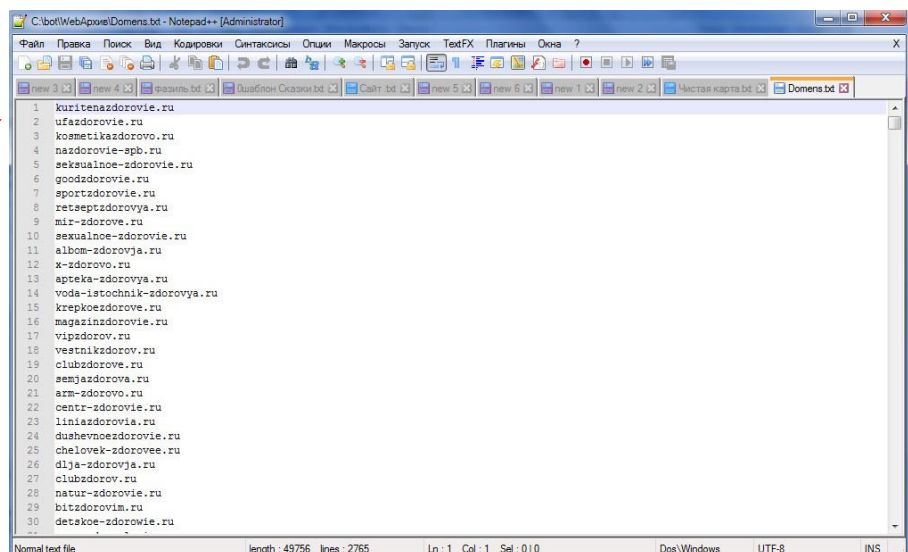 C:\bot\WebАрхив\Domens.txt - Notepad++ [Administrator]
Файл Правка Поиск Вид Кодировки Синтаксисы Опции Макросы Запуск TextFX Плагины Окна ? X
new 3 new 4 фазиль.txt Сайт .txt new 5 new 6 new 1 new 2 Чистая карта.txt Domens.txt
1 kuritenazdorovie.ru
2 ufazdorovie.ru
3 kosmetikazdorovo.ru
4 nazdorovie-spb.ru
5 seksualnoe-zdorovie.ru
6 goodzdorovie.ru
7 sportzdorovie.ru
8 retseptzdorovya.ru
9 mir-zdorove.ru
10 sexualnoe-zdorovie.ru
11 albom-zdorovja.ru
12 x-zdorovo.ru
13 apteka-zdorovya.ru
14 voda-istochnik-zdorovya.ru
15 krepkoezdorove.ru
16 magazinzdorovie.ru
17 vipzdorov.ru
18 vestnikzdorov.ru
19 clubzdorove.ru
20 semjazdorova.ru
21 arm-zdorovo.ru
22 centr-zdorovie.ru
23 liniazdorovia.ru
24 dushevnoezdorovie.ru
25 chelovek-zdorovee.ru
26 dlja-zdorovja.ru
27 clubzdorov.ru
28 natur-zdorovie.ru
29 bitzdorovim.ru
30 detskoe-zdorowie.ru
Normal text file length : 49756 lines : 2765 Ln : 1 Col : 1 Sel : 0 | 0 Dos\Windows UTF-8 INS